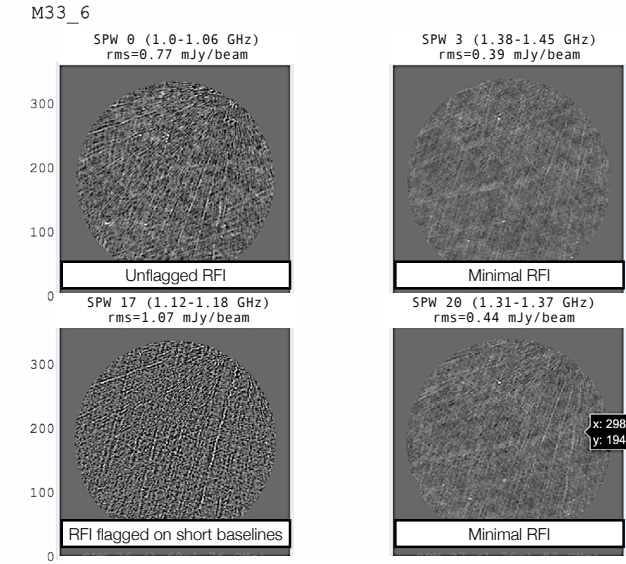 M33_6
SPW 0 (1.0-1.06 GHz)
rms=0.77 mJy/beam
SPW 3 (1.38-1.45 GHz)
rms=0.39 mJy/beam
300
200
100
0
Unflagged RFI
Minimal RFI
SPW 17 (1.12-1.18 GHz)
rms=1.07 mJy/beam
SPW 20 (1.31-1.37 GHz)
rms=0.44 mJy/beam
300
200
100
0
x: 298
y: 194
RFI flagged on short baselines
Minimal RFI